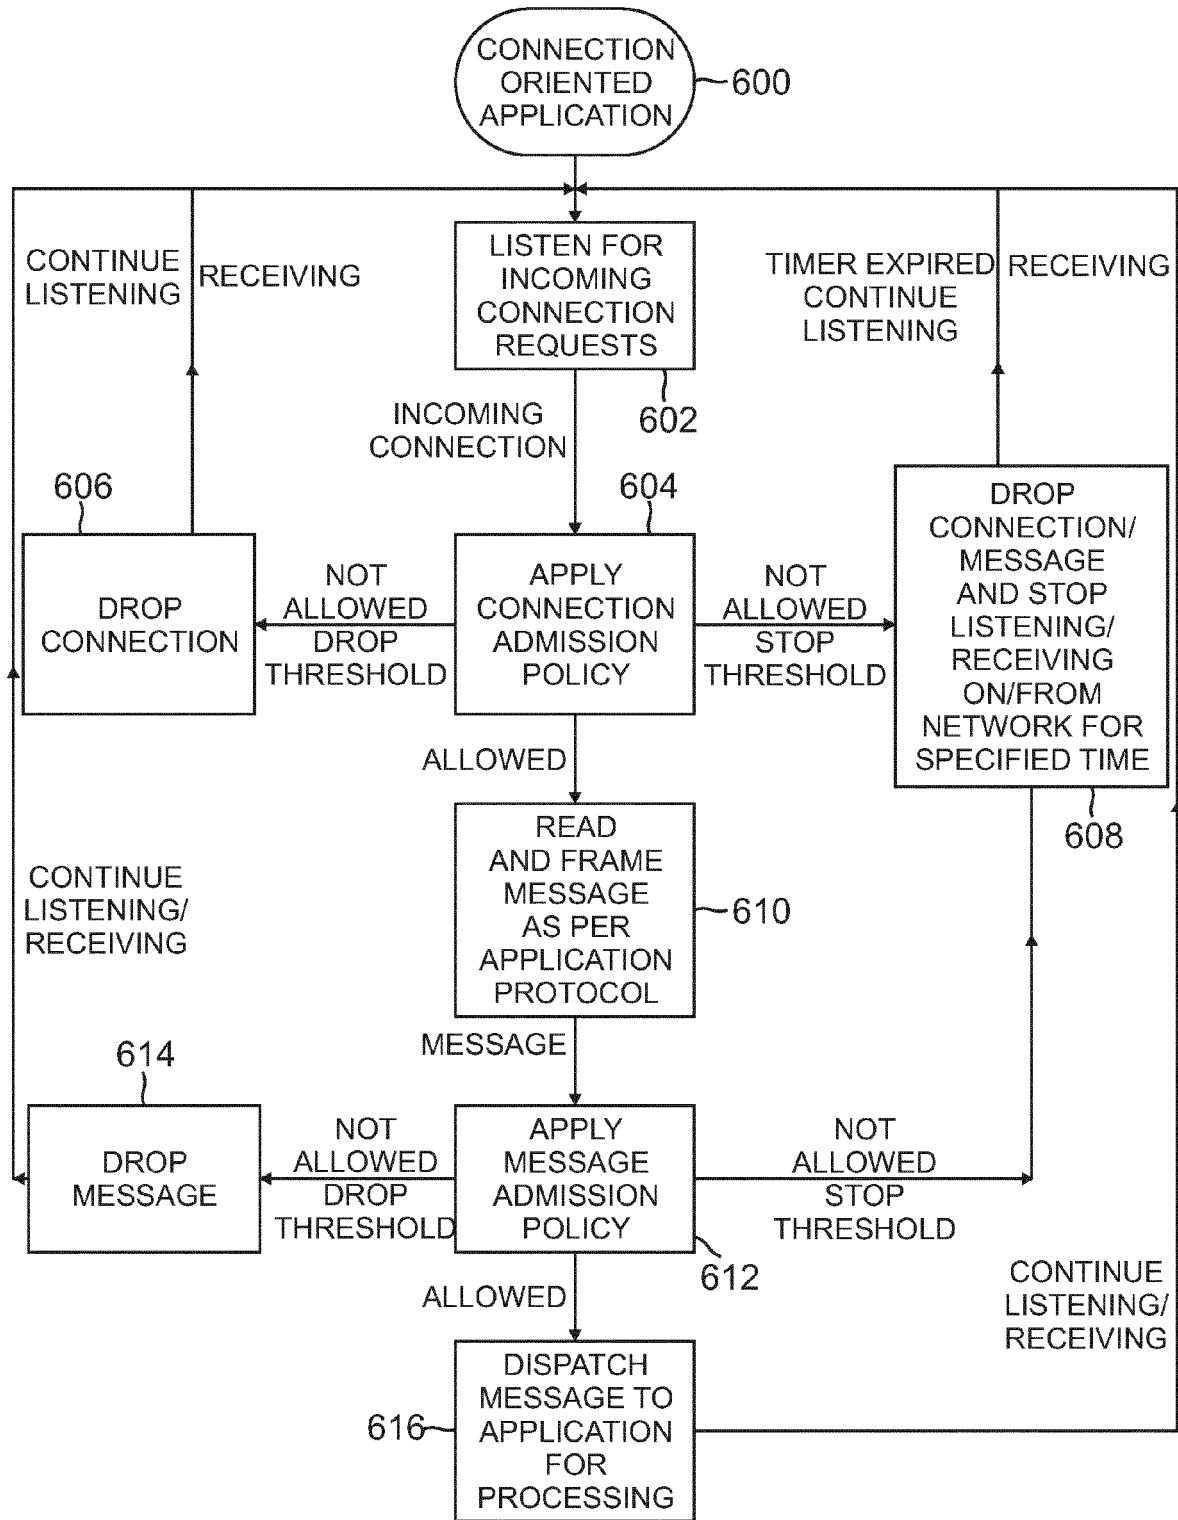 CONNECTION
ORIENTED
APPLICATION
600
CONTINUE
LISTENING
RECEIVING
LISTEN FOR
INCOMING
CONNECTION
REQUESTS
602
TIMER EXPIRED
CONTINUE
LISTENING
RECEIVING
INCOMING
CONNECTION
606
DROP
CONNECTION
NOT
ALLOWED
DROP
THRESHOLD
604
APPLY
CONNECTION
ADMISSION
POLICY
NOT
ALLOWED
STOP
THRESHOLD
DROP
CONNECTION/
MESSAGE
AND STOP
LISTENING/
RECEIVING
ON/FROM
NETWORK FOR
SPECIFIED TIME
608
ALLOWED
READ
AND FRAME
MESSAGE
AS PER
APPLICATION
PROTOCOL
610
CONTINUE
LISTENING/
RECEIVING
MESSAGE
614
DROP
MESSAGE
NOT
ALLOWED
DROP
THRESHOLD
APPLY
MESSAGE
ADMISSION
POLICY
612
NOT
ALLOWED
STOP
THRESHOLD
ALLOWED
CONTINUE
LISTENING/
RECEIVING
616
DISPATCH
MESSAGE TO
APPLICATION
FOR
PROCESSING